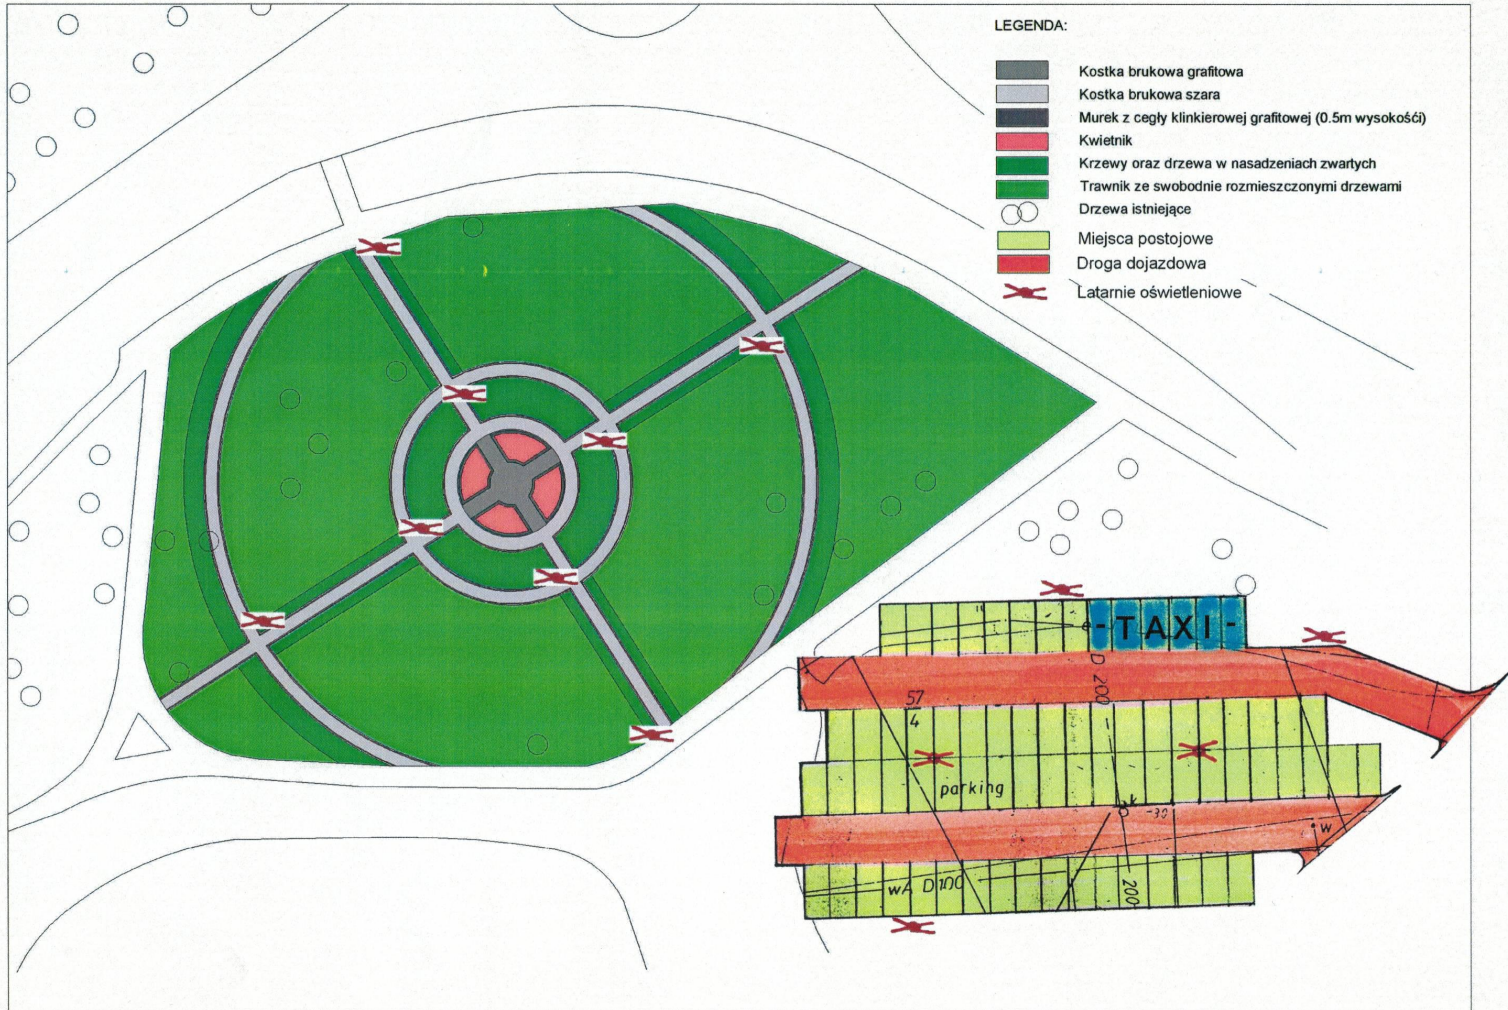 LEGENDA:
Kostka brukowa grafitowa
Kostka brukowa szara
Murek z cegły klinkierowej grafitowej (0.5m wysokośći)
Kwietnik
Krzewy oraz drzewa w nasadzeniach zwartych
Trawnik ze swobodnie rozmieszczonymi drzewami
Drzewa istniejące
Miejsca postojowe
Droga dojazdowa
Latarnie oświetleniowe
- TAXI -
D 200
57
4
parking
k
-30
w
wA D100
200